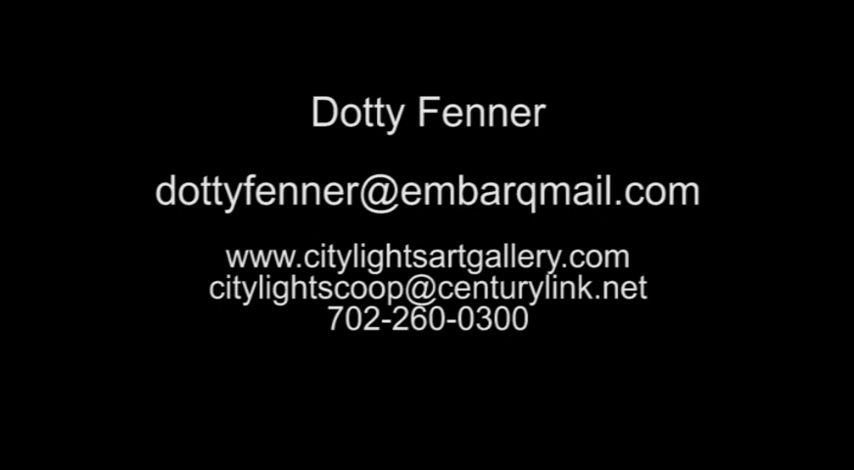 Dotty Fenner
dottyfenner@embarqmail.com
www.citylightsartgallery.com
citylightscoop@centurylink.net
702-260-0300